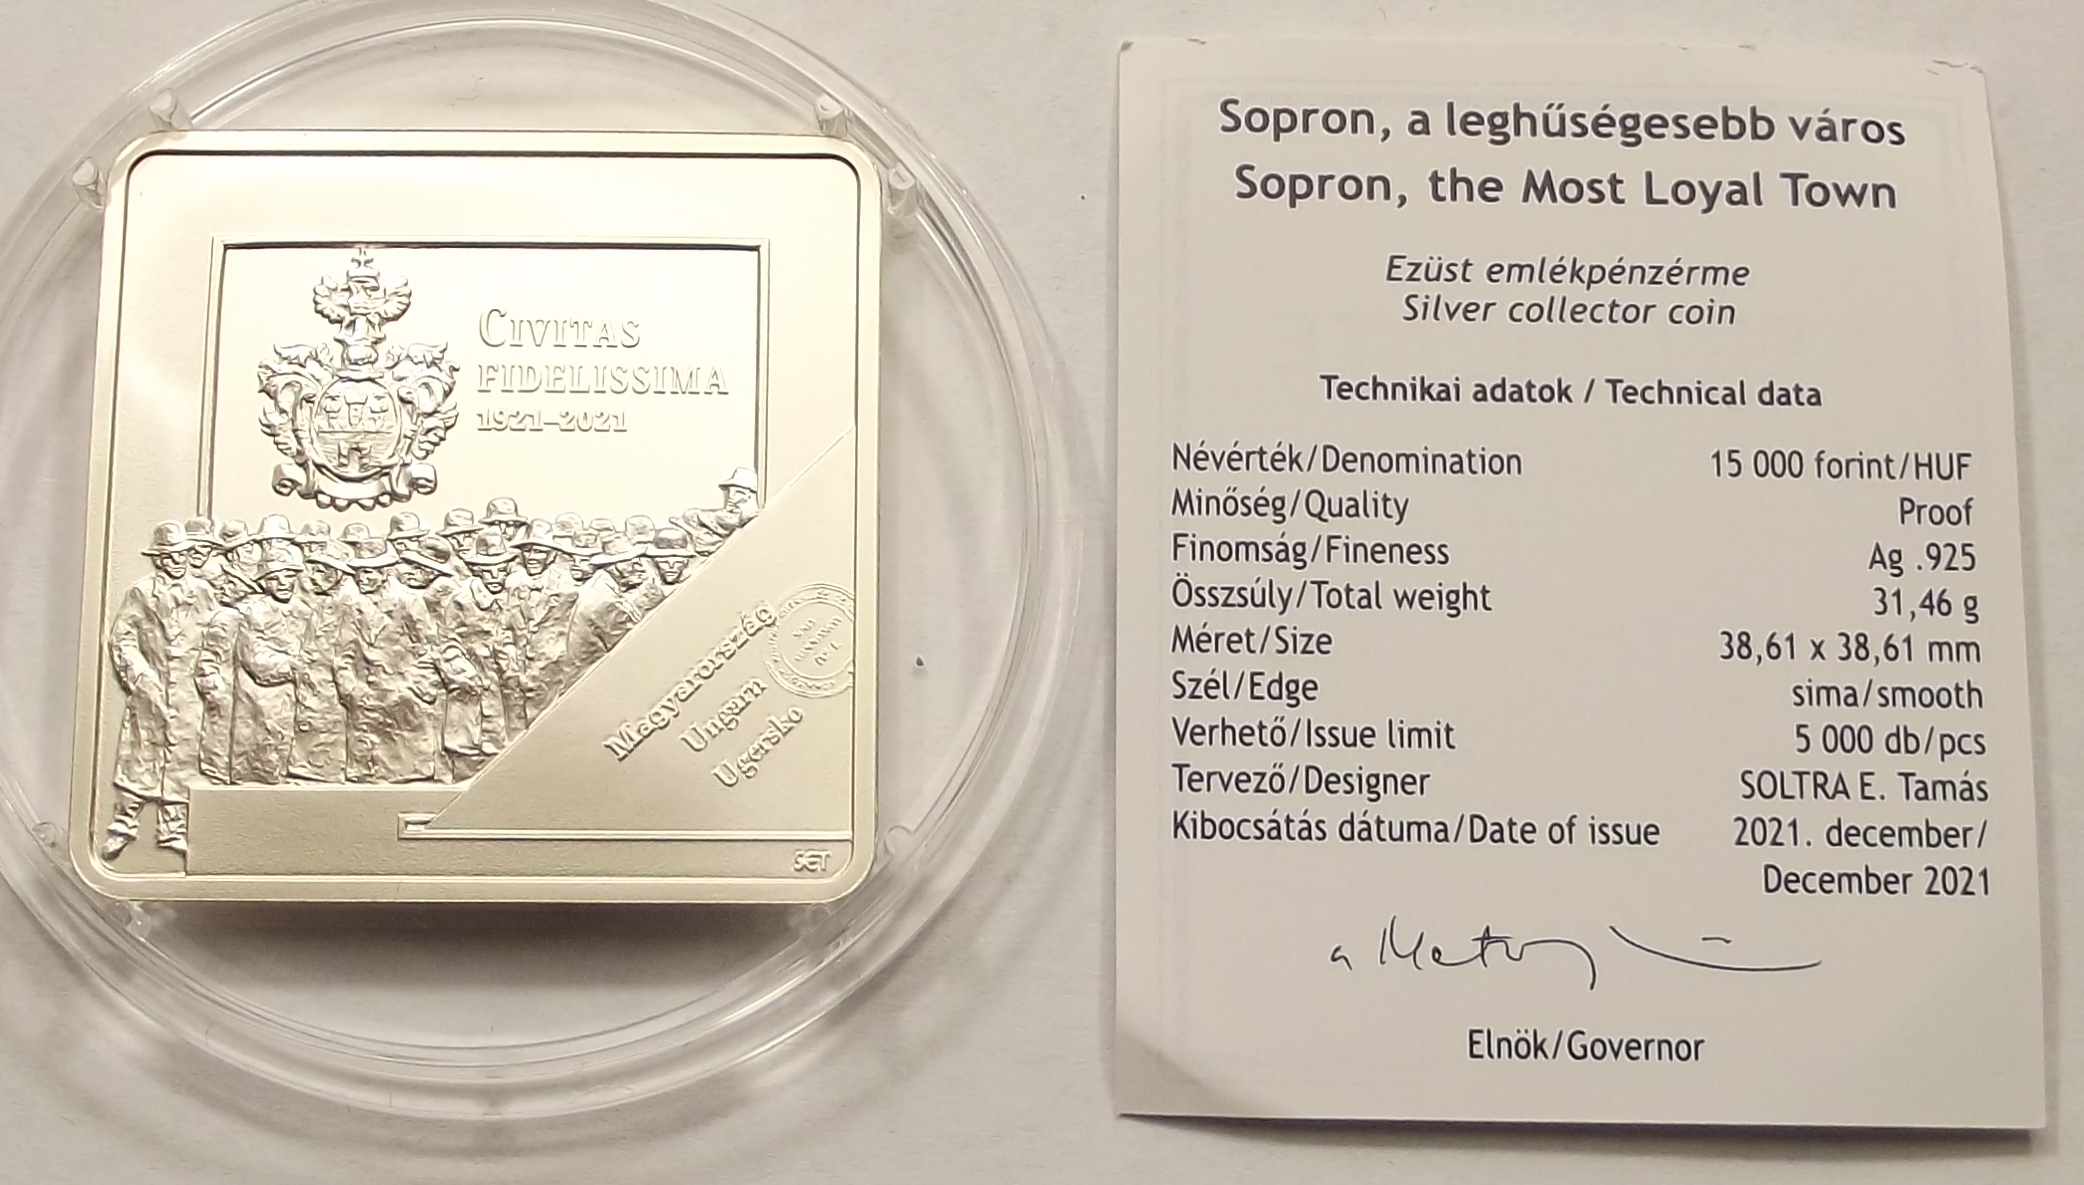 CIVITAS
FIDELISSIMA
1921–2021
Magyarország
Ungarn
Ugersko
SET
Sopron, a leghűségesebb város
Sopron, the Most Loyal Town
Ezüst emlékpénzérme
Silver collector coin
Technikai adatok / Technical data
Névérték/Denomination 15 000 forint/HUF
Minőség/Quality Proof
Finomság/Fineness Ag .925
Összsúly/Total weight 31,46 g
Méret/Size 38,61 x 38,61 mm
Szél/Edge sima/smooth
Verhető/Issue limit 5 000 db/pcs
Tervező/Designer SOLTRA E. Tamás
Kibocsátás dátuma/Date of issue 2021. december/
December 2021
Elnök/Governor